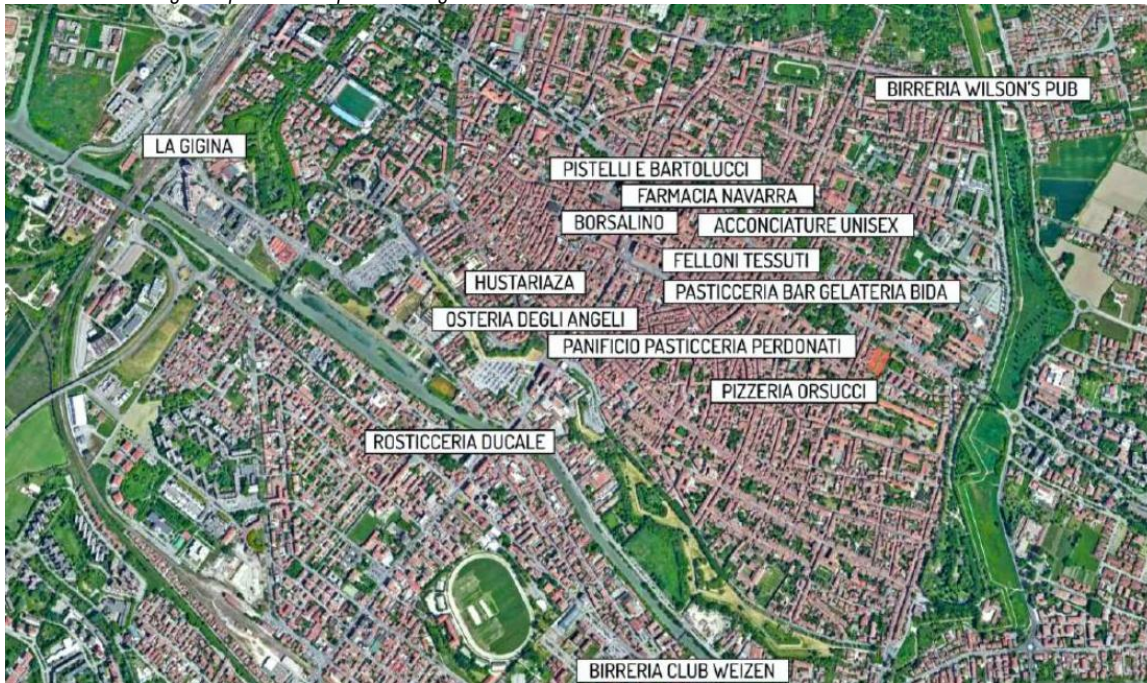 BIRRERIA WILSON'S PUB
LA GIGINA
PISTELLI E BARTOLUCCI
FARMACIA NAVARRA
BORSALINO
ACCONCIATURE UNISEX
FELLONI TESSUTI
HUSTARIAZA
PASTICCERIA BAR GELATERIA BIDA
OSTERIA DEGLI ANGELI
PANIFICIO PASTICCERIA PERDONATI
PIZZERIA ORSUCCI
ROSTICCERIA DUCALE
BIRRERIA CLUB WEIZEN